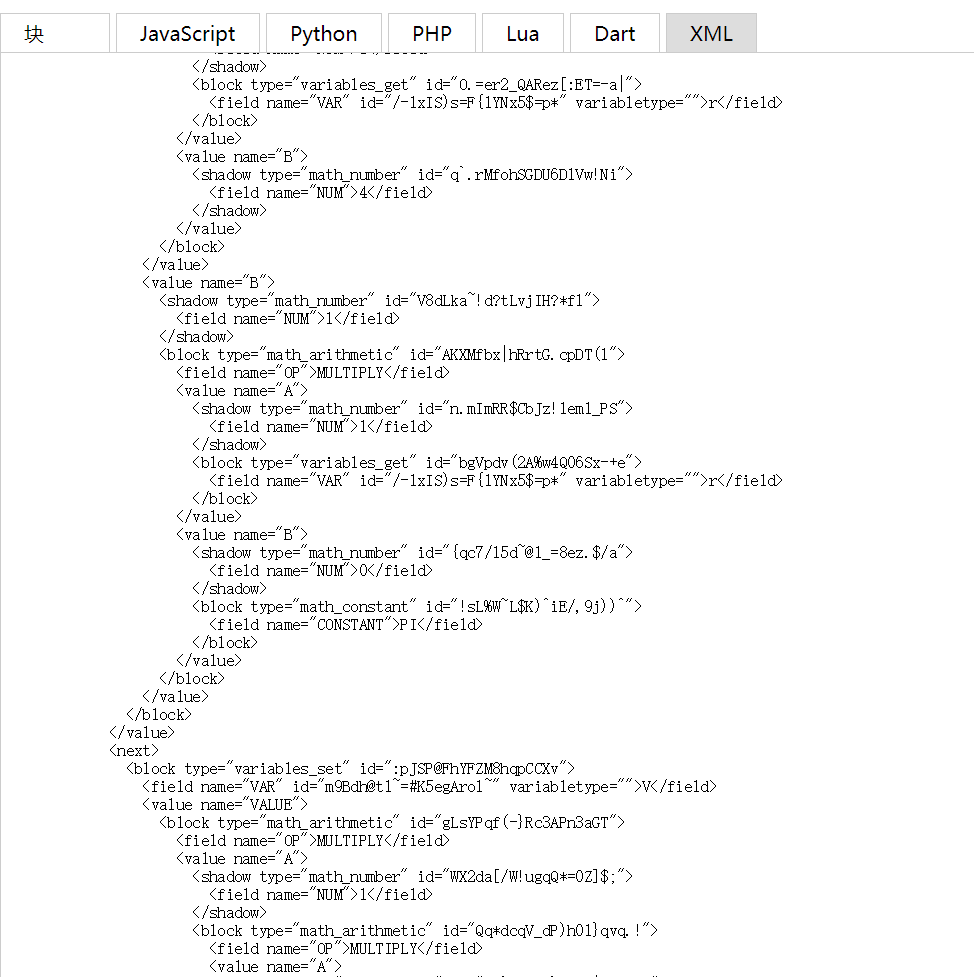 块 JavaScript Python PHP Lua Dart XML
</shadow>
<block type="variables_get" id="O.=er2_QARez[:ET=-a|">
<field name="VAR" id="/-1xIS)s=F{lYNx5$=p*" variabletype="">r</field>
</block>
</value>
<value name="B">
<shadow type="math_number" id="q`.rMfohSGDU6D1Vw!Ni">
<field name="NUM">4</field>
</shadow>
</value>
</block>
</value>
<value name="B">
<shadow type="math_number" id="V8dLka~!d?tLvjIH?*f1">
<field name="NUM">1</field>
</shadow>
<block type="math_arithmetic" id="AKXMfbx|hRrtG.cpDT(1">
<field name="OP">MULTIPLY</field>
<value name="A">
<shadow type="math_number" id="n.mImRR$CbJz!1eml_PS">
<field name="NUM">1</field>
</shadow>
<block type="variables_get" id="bgVpdv(2A%w4QO6Sx-+e">
<field name="VAR" id="/-1xIS)s=F{lYNx5$=p*" variabletype="">r</field>
</block>
</value>
<value name="B">
<shadow type="math_number" id="{qc7/15d~@1_=8ez.$/a">
<field name="NUM">0</field>
</shadow>
<block type="math_constant" id="!sL%W~L$K)^iE/,9j))^">
<field name="CONSTANT">PI</field>
</block>
</value>
</block>
</value>
</block>
</value>
<next>
<block type="variables_set" id=":pJSP@FhYFZM8hqpCCXv">
<field name="VAR" id="m9Bdh@tl~=#K5egArol~" variabletype="">V</field>
<value name="VALUE">
<block type="math_arithmetic" id="gLsYPqf(-}Rc3APn3aGT">
<field name="OP">MULTIPLY</field>
<value name="A">
<shadow type="math_number" id="WX2da[/W!ugqQ*=0Z]$;">
<field name="NUM">1</field>
</shadow>
<block type="math_arithmetic" id="Qq*dcqV_dP)h01}qvq.!">
<field name="OP">MULTIPLY</field>
<value name="A">